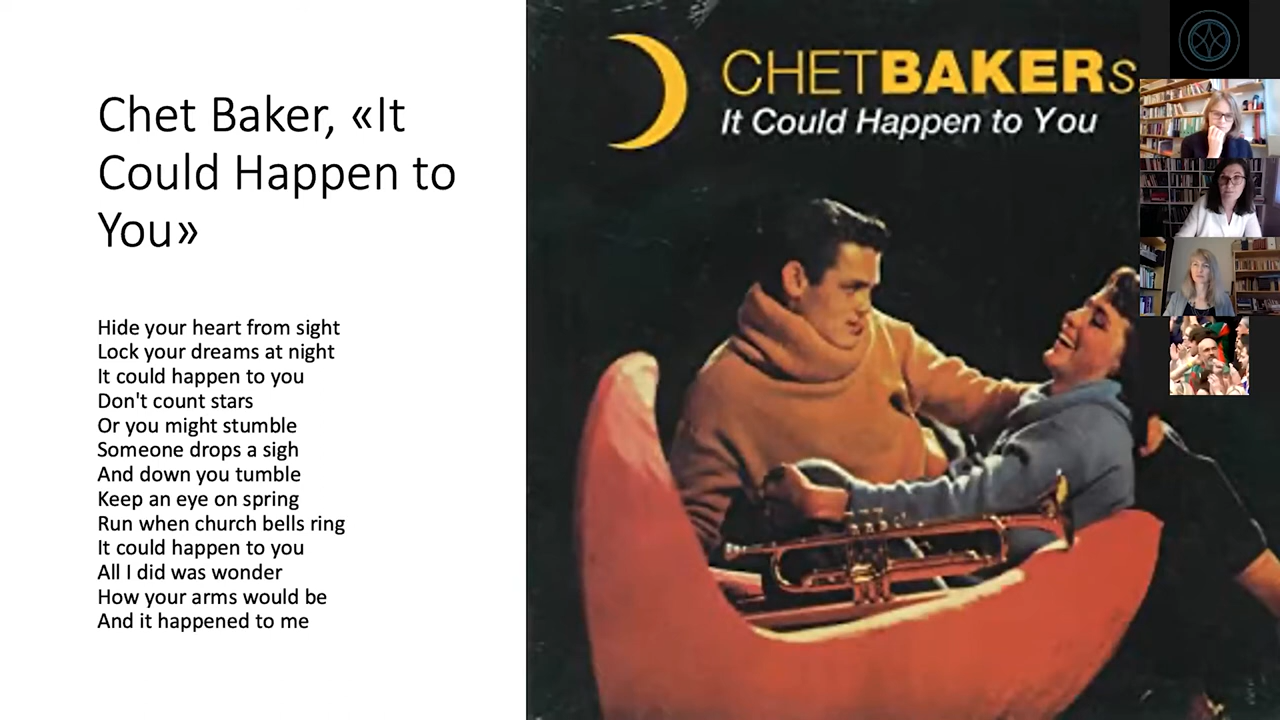 Chet Baker, «It
Could Happen to
You»
Hide your heart from sight
Lock your dreams at night
It could happen to you
Don't count stars
Or you might stumble
Someone drops a sigh
And down you tumble
Keep an eye on spring
Run when church bells ring
It could happen to you
All I did was wonder
How your arms would be
And it happened to me
CHETBAKERs
It Could Happen to You